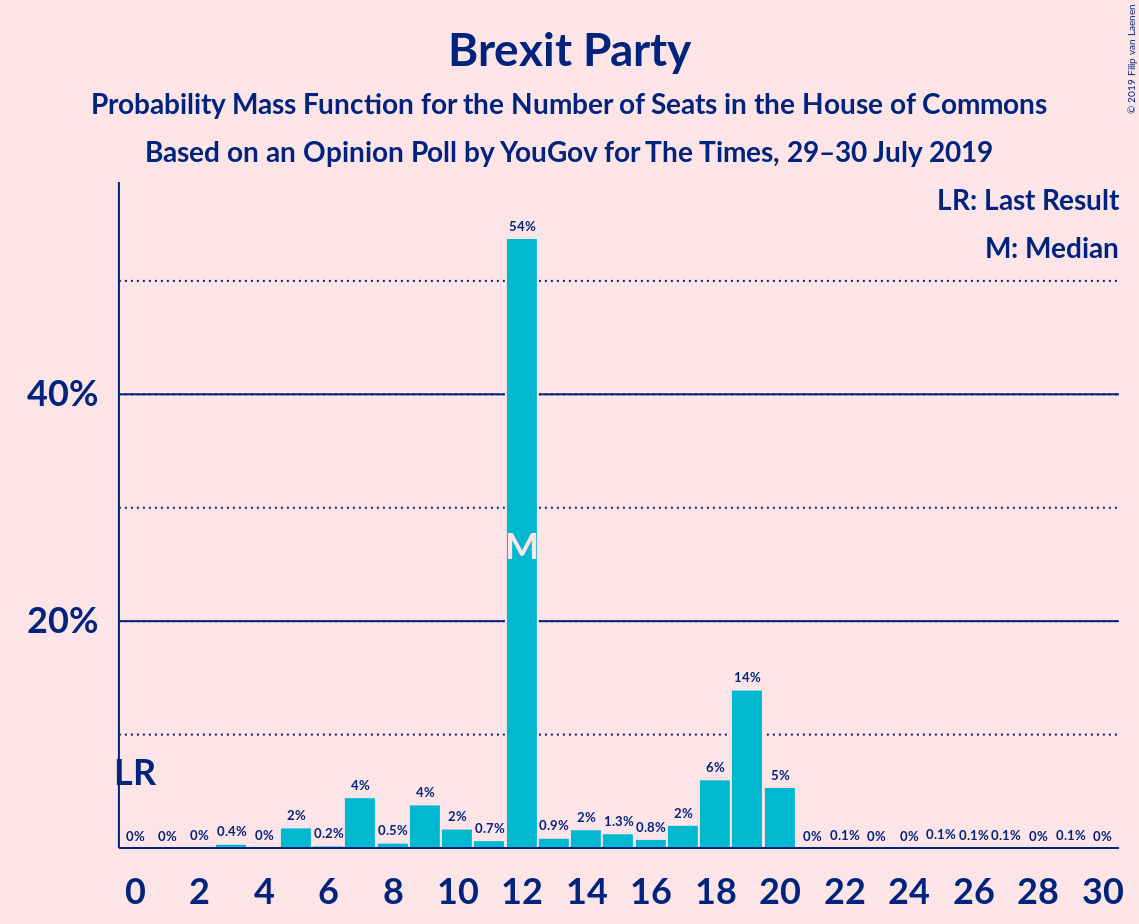 Brexit Party
Probability Mass Function for the Number of Seats in the House of Commons
Based on an Opinion Poll by YouGov for The Times, 29–30 July 2019
© 2019 Filip van Laenen
LR: Last Result
M: Median
54%
40%
M
20%
14%
LR
6%
5%
4%
4%
2%
2%
2%
2%
0% 0% 0% 0.4% 0% 0.2% 0.5% 0.7% 0.9% 1.3% 0.8% 0% 0.1% 0% 0% 0.1% 0.1% 0.1% 0% 0.1% 0%
0 2 4 6 8 10 12 14 16 18 20 22 24 26 28 30